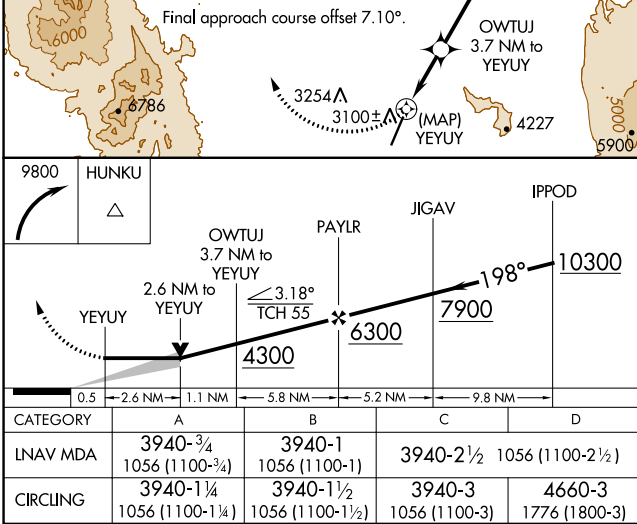 6000
Final approach course offset 7.10°.
OWTUJ
3.7 NM to
YEYUY
6786
3254
3100±
(MAP)
YEYUY
4227
5000
5900
9800
HUNKU
OWTUJ
3.7 NM to
YEYUY
PAYLR
JIGAV
IPPOD
2.6 NM to
YEYUY
YEYUY
3.18°
TCH 55
198°
10300
7900
6300
4300
0.5 2.6 NM 1.1 NM 5.8 NM 5.2 NM 9.8 NM
CATEGORY A B C D
LNAV MDA 3940-¾ 3940-1 3940-2½ 1056 (1100-2½)
1056 (1100-¾) 1056 (1100-1)
CIRCLING 3940-1¼ 3940-1½ 3940-3 4660-3
1056 (1100-1¼) 1056 (1100-1½) 1056 (1100-3) 1776 (1800-3)